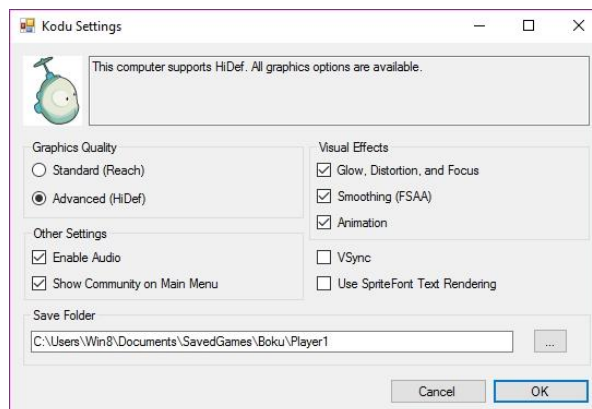 Kodu Settings
This computer supports HiDef. All graphics options are available.
Graphics Quality
Standard (Reach)
Advanced (HiDef)
Visual Effects
Glow, Distortion, and Focus
Smoothing (FSAA)
Animation
Other Settings
Enable Audio
Show Community on Main Menu
VSync
Use SpriteFont Text Rendering
Save Folder
C:\Users\Win8\Documents\SavedGames\Boku\Player1
...
Cancel
OK